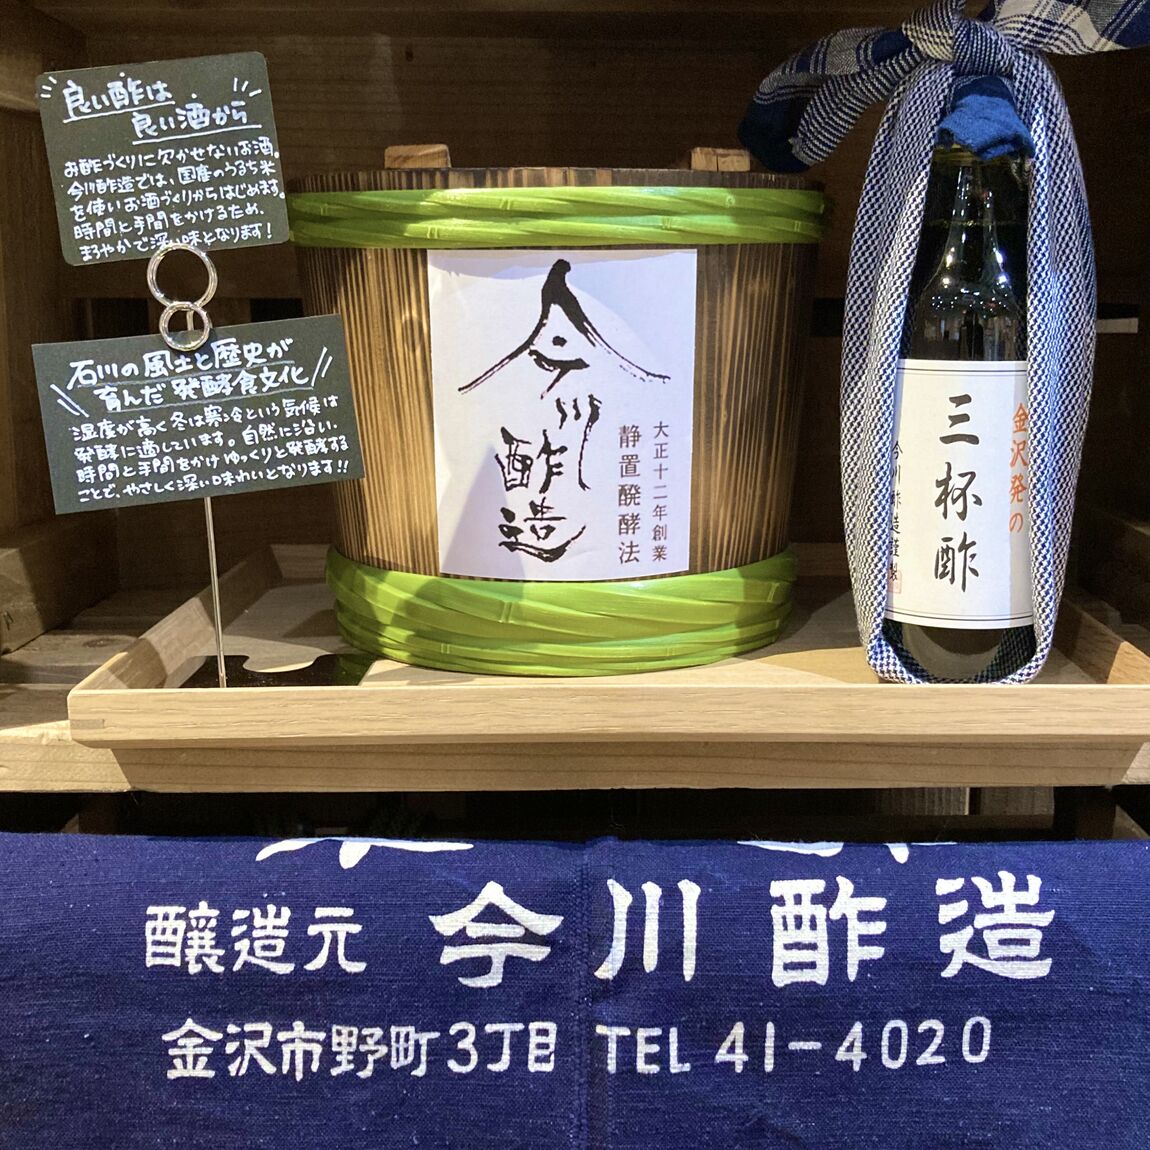 良い酢は
良い酒から
お酢づくりに欠かせないお酒。
今川酢造では、国産のうるち米
を使いお酒づくりからはじめます。
時間と手間をかけるため、
まろやかで深い味となります!
石川の風土と歴史が
育んだ発酵食文化
湿度が高く冬は寒冷という気候は
発酵に適しています。自然に沿い、
時間と手間をかけゆっくりと発酵する
ことで、やさしく深い味わいとなります!!
今川酢造
大正十二年創業
静置醗酵法
金沢発の
三杯酢
今川酢造謹製
醸造元 今川酢造
金沢市野町3丁目 TEL 41-4020